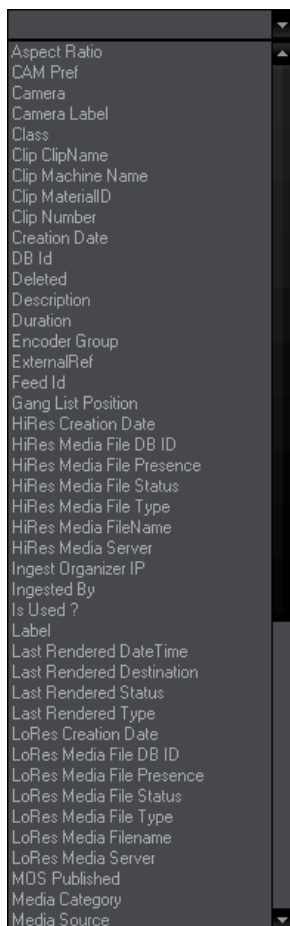 Aspect Ratio
CAM Pref
Camera
Camera Label
Class
Clip ClipName
Clip Machine Name
Clip MaterialID
Clip Number
Creation Date
DB Id
Deleted
Description
Duration
Encoder Group
ExternalRef
Feed Id
Gang List Position
HiRes Creation Date
HiRes Media File DB ID
HiRes Media File Presence
HiRes Media File Status
HiRes Media File Type
HiRes Media FileName
HiRes Media Server
Ingest Organizer IP
Ingested By
Is Used ?
Label
Last Rendered DateTime
Last Rendered Destination
Last Rendered Status
Last Rendered Type
LoRes Creation Date
LoRes Media File DB ID
LoRes Media File Presence
LoRes Media File Status
LoRes Media File Type
LoRes Media Filename
LoRes Media Server
MOS Published
Media Category
Media Source